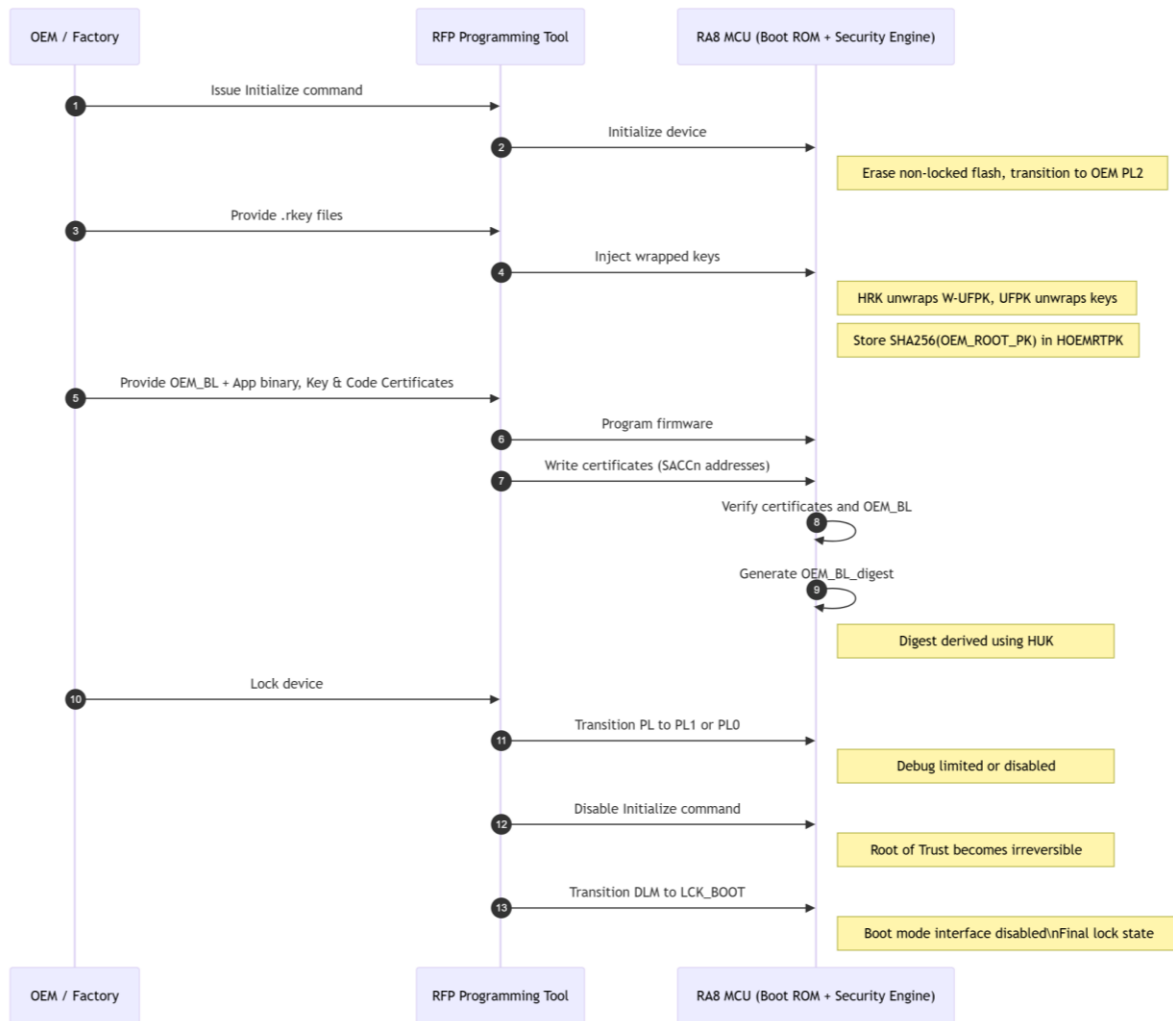 OEM / Factory
RFP Programming Tool
RA8 MCU (Boot ROM + Security Engine)
Issue Initialize command
1
Initialize device
2
Erase non-locked flash, transition to OEM PL2
Provide .rkey files
3
Inject wrapped keys
4
HRK unwraps W-UFPK, UFPK unwraps keys
Store SHA256(OEM_ROOT_PK) in HOEMRTPK
Provide OEM_BL + App binary, Key & Code Certificates
5
Program firmware
6
Write certificates (SACCn addresses)
7
Verify certificates and OEM_BL
8
Generate OEM_BL_digest
9
Digest derived using HUK
Lock device
10
Transition PL to PL1 or PL0
11
Debug limited or disabled
Disable Initialize command
12
Root of Trust becomes irreversible
Transition DLM to LCK_BOOT
13
Boot mode interface disabled\nFinal lock state
OEM / Factory
RFP Programming Tool
RA8 MCU (Boot ROM + Security Engine)